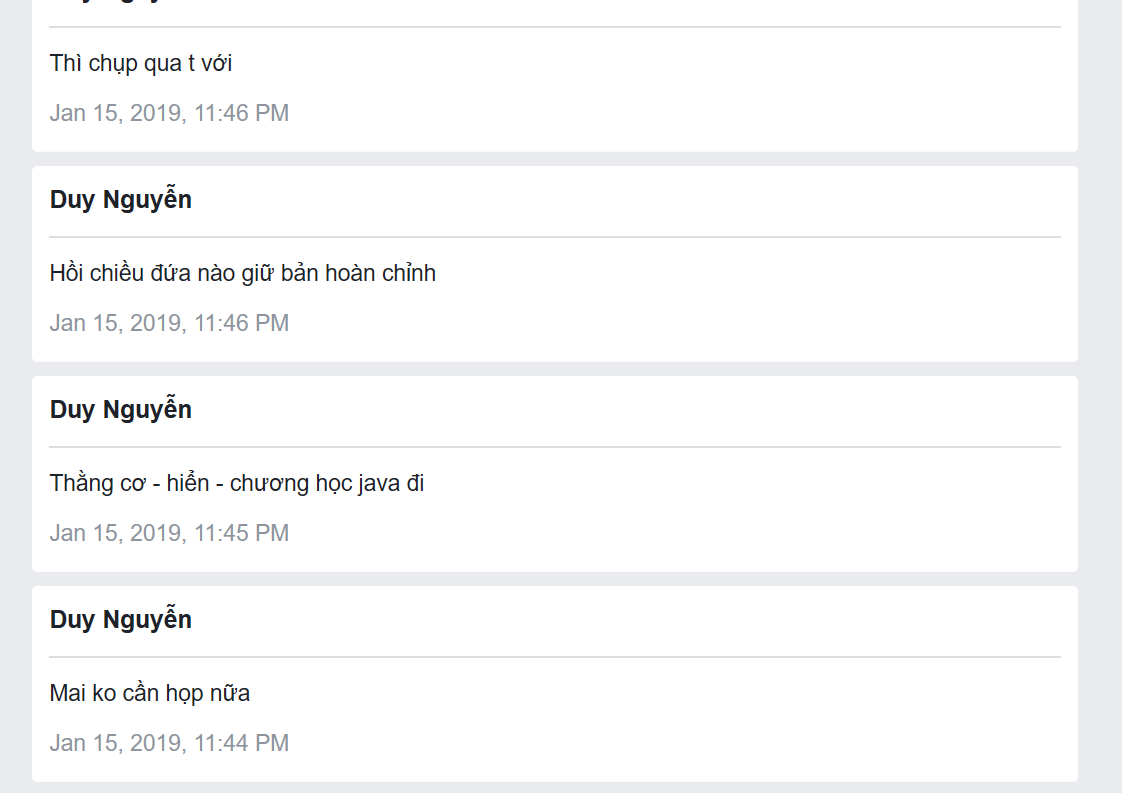 Thì chụp qua t với
Jan 15, 2019, 11:46 PM
Duy Nguyễn
Hồi chiều đứa nào giữ bản hoàn chỉnh
Jan 15, 2019, 11:46 PM
Duy Nguyễn
Thằng cơ - hiển - chương học java đi
Jan 15, 2019, 11:45 PM
Duy Nguyễn
Mai ko cần họp nữa
Jan 15, 2019, 11:44 PM